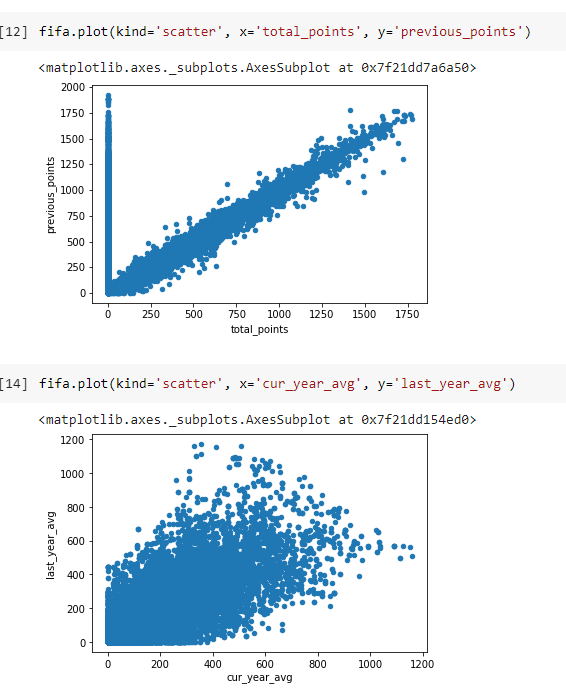 [12] fifa.plot(kind='scatter', x='total_points', y='previous_points')
<matplotlib.axes._subplots.AxesSubplot at 0x7f21dd7a6a50>
2000
1750
1500
1250
1000
750
500
250
0
previous_points
0 250 500 750 1000 1250 1500 1750
total_points
[14] fifa.plot(kind='scatter', x='cur_year_avg', y='last_year_avg')
<matplotlib.axes._subplots.AxesSubplot at 0x7f21dd154ed0>
1200
1000
800
600
400
200
0
last_year_avg
0 200 400 600 800 1000 1200
cur_year_avg